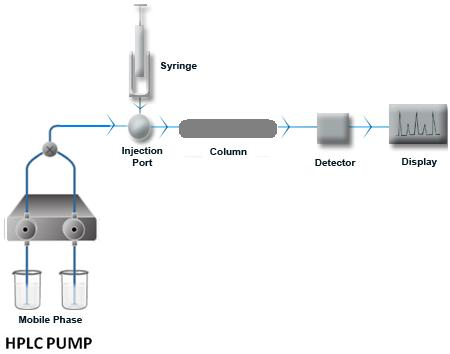 Syringe
Injection
Port
Column
Detector
Display
Mobile Phase
HPLC PUMP